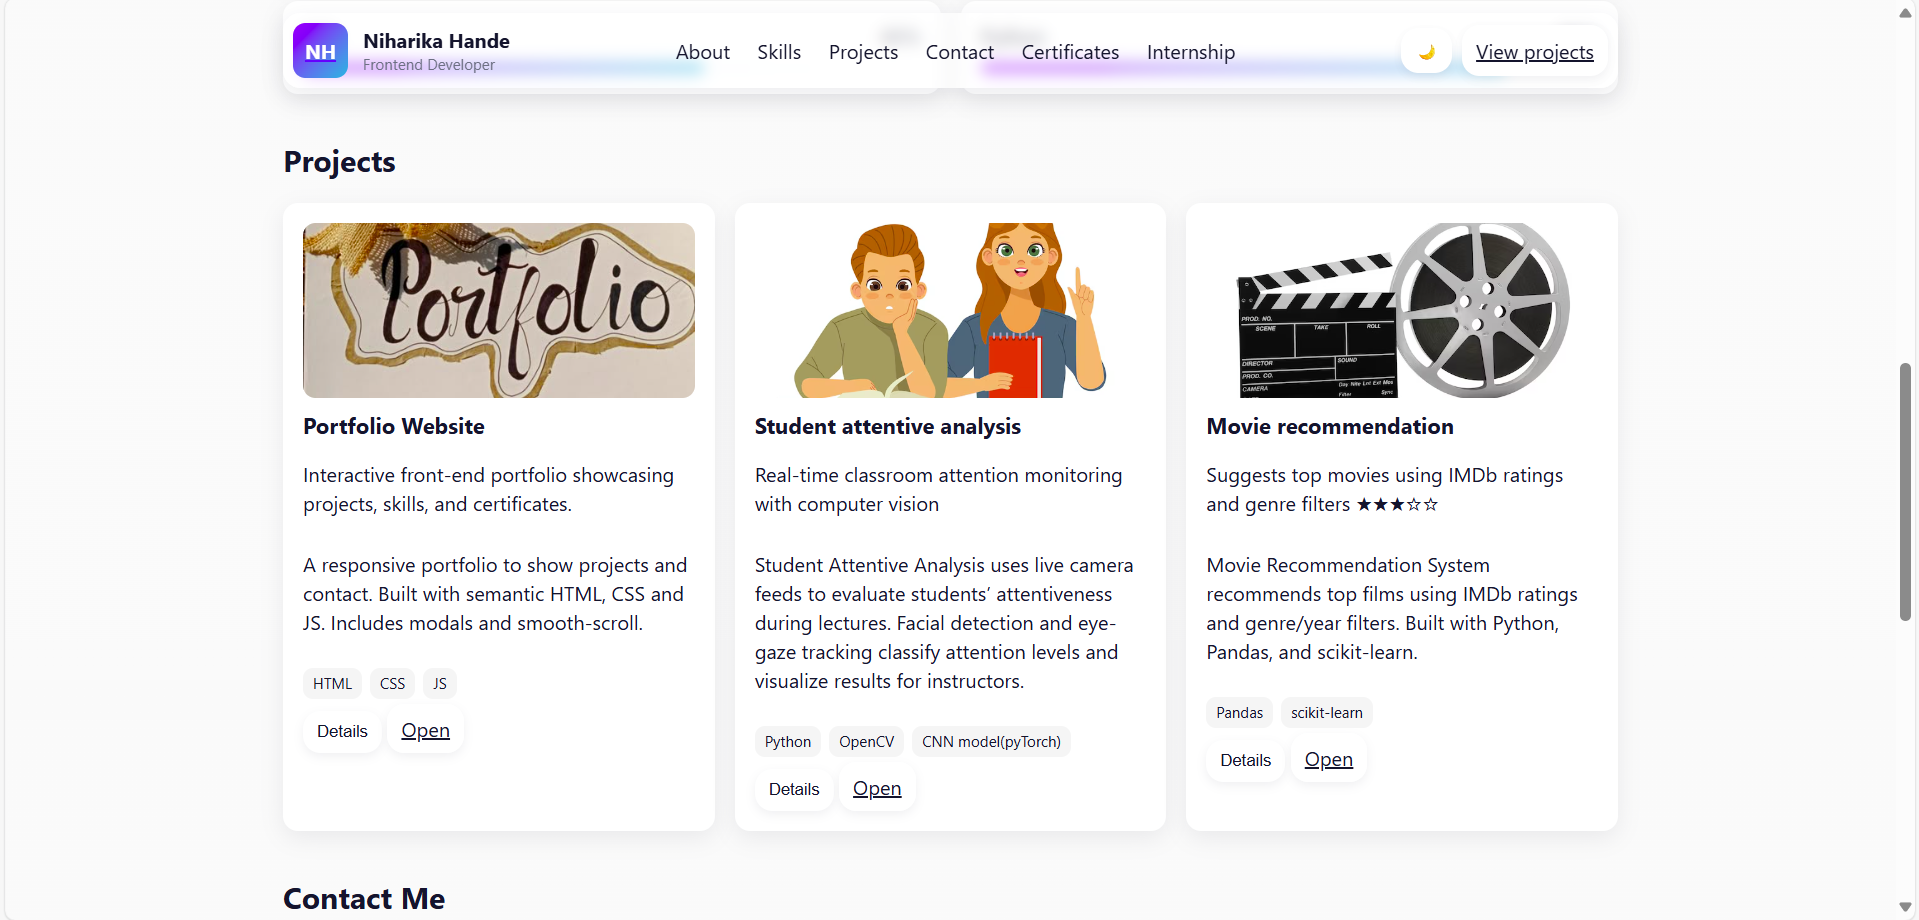 NH
Niharika Hande
Frontend Developer
About Skills Projects Contact Certificates Internship
🌙
View projects
Projects
Portfolio
Portfolio Website
Interactive front-end portfolio showcasing
projects, skills, and certificates.
A responsive portfolio to show projects and
contact. Built with semantic HTML, CSS and
JS. Includes modals and smooth-scroll.
HTML CSS JS
Details Open
Student attentive analysis
Real-time classroom attention monitoring
with computer vision
Student Attentive Analysis uses live camera
feeds to evaluate students’ attentiveness
during lectures. Facial detection and eye-
gaze tracking classify attention levels and
visualize results for instructors.
Python OpenCV CNN model(pyTorch)
Details Open
PROD. NO.
SCENE TAKE ROLL
DIRECTOR SOUND
PROD. CO.
CAMERA Day Nite Int Ext Mos
Filter Sync
Movie recommendation
Suggests top movies using IMDb ratings
and genre filters ★★★☆☆
Movie Recommendation System
recommends top films using IMDb ratings
and genre/year filters. Built with Python,
Pandas, and scikit-learn.
Pandas scikit-learn
Details Open
Contact Me